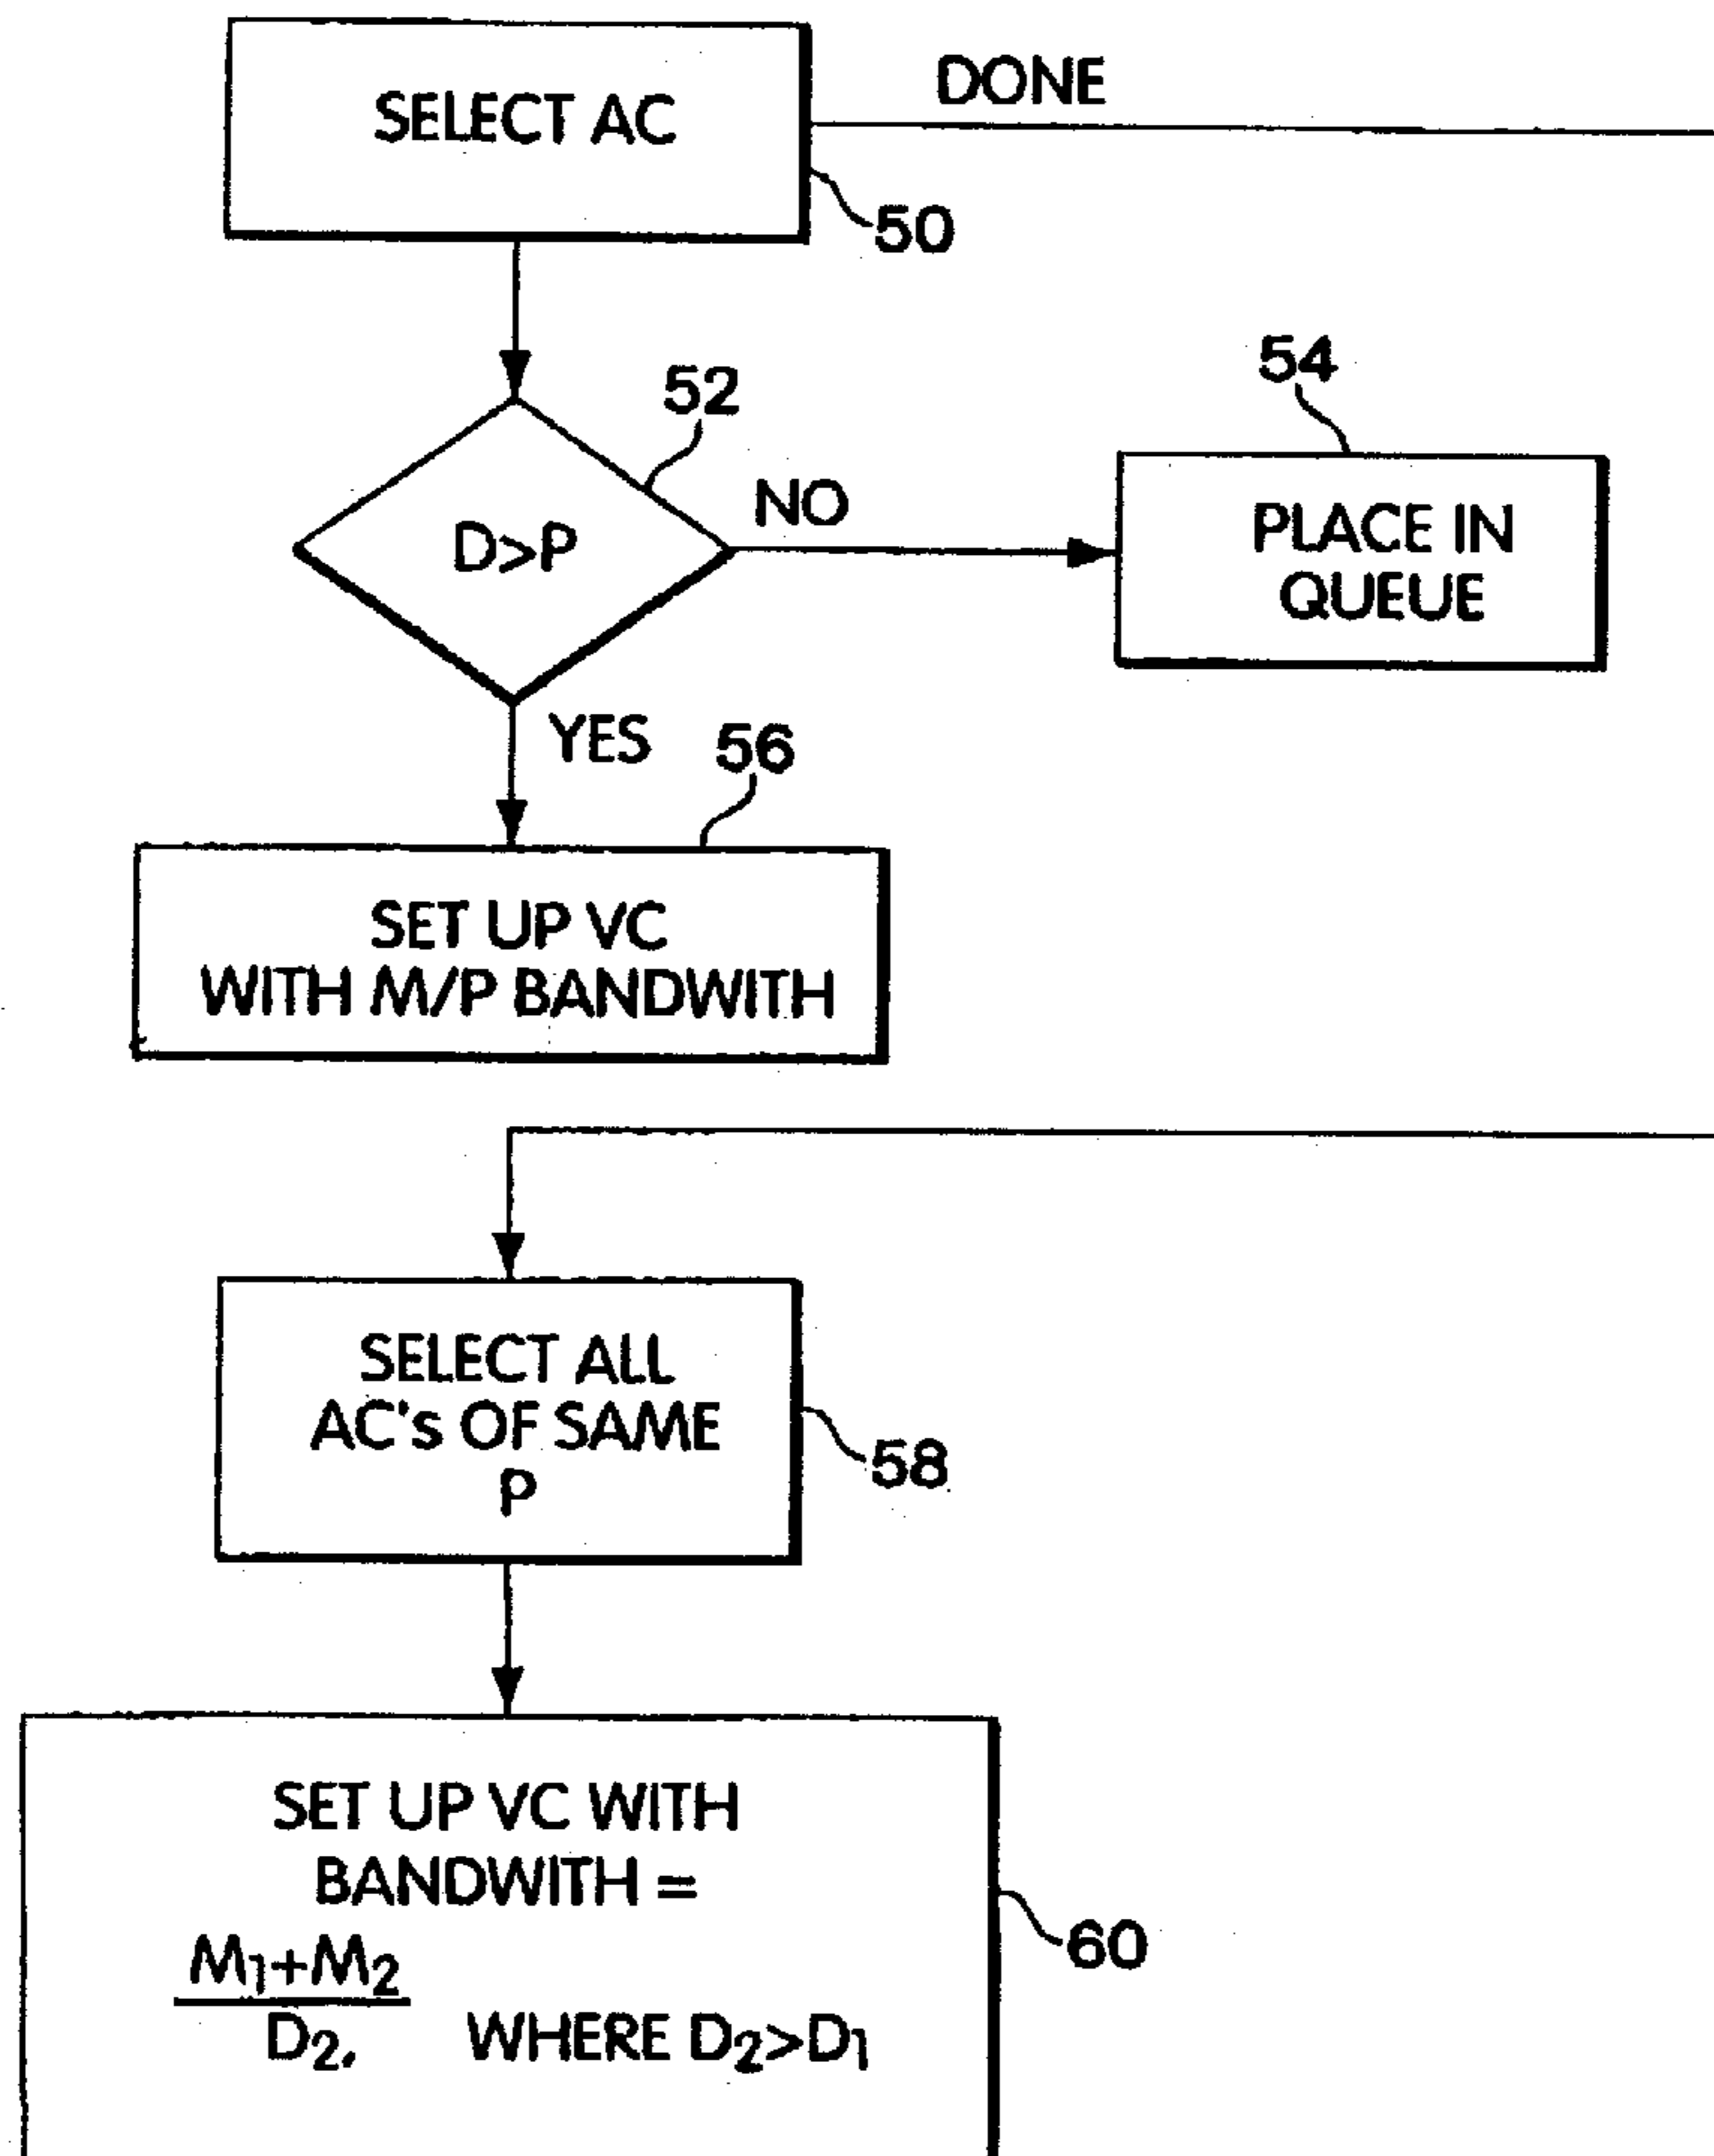 SELECT AC
DONE
50
52
D>P
NO
54
PLACE IN
QUEUE
YES
56
SET UP VC
WITH M/P BANDWITH
SELECT ALL
AC's OF SAME
P
58
SET UP VC WITH
BANDWITH =
M1+M2
D2, WHERE D2>D1
60